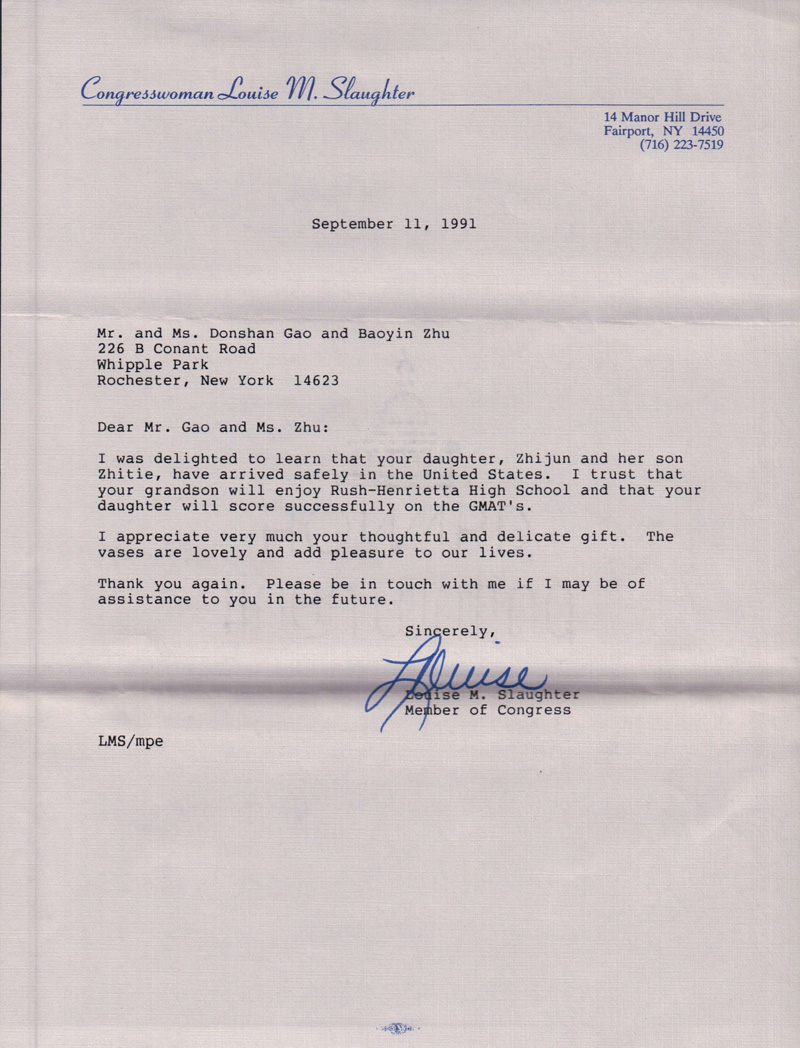 Congresswoman Louise M. Slaughter
14 Manor Hill Drive
Fairport, NY 14450
(716) 223-7519
September 11, 1991
Mr. and Ms. Donshan Gao and Baoyin Zhu
226 B Conant Road
Whipple Park
Rochester, New York  14623
Dear Mr. Gao and Ms. Zhu:
I was delighted to learn that your daughter, Zhijun and her son
Zhitie, have arrived safely in the United States.  I trust that
your grandson will enjoy Rush-Henrietta High School and that your
daughter will score successfully on the GMAT's.
I appreciate very much your thoughtful and delicate gift.  The
vases are lovely and add pleasure to our lives.
Thank you again.  Please be in touch with me if I may be of
assistance to you in the future.
Sincerely,
Louise
Louise M. Slaughter
Member of Congress
LMS/mpe